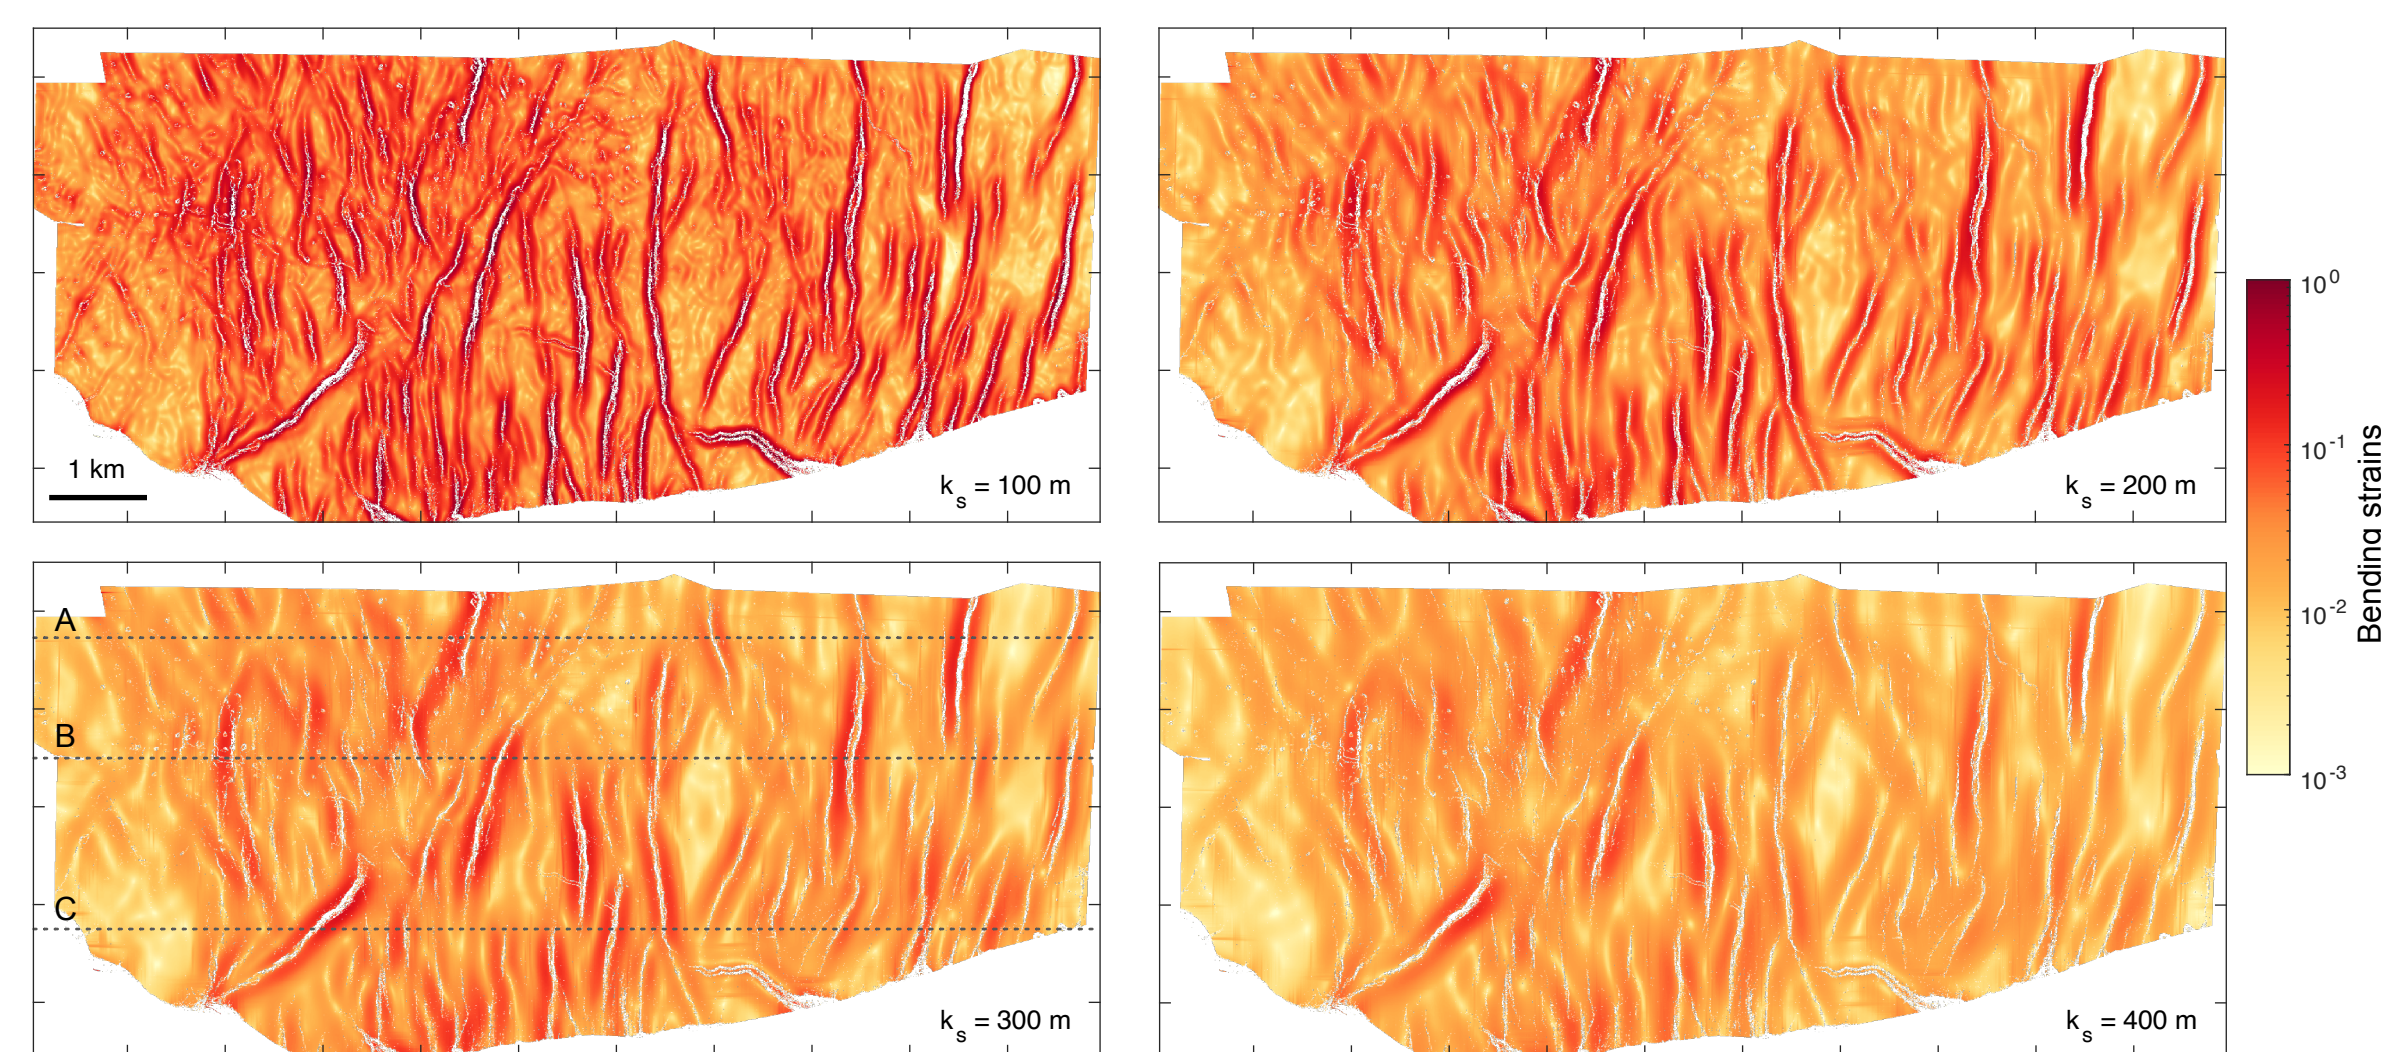 1 km
k_s = 100 m
k_s = 200 m
A
B
C
k_s = 300 m
k_s = 400 m
10^0
10^-1
10^-2
10^-3
Bending strains